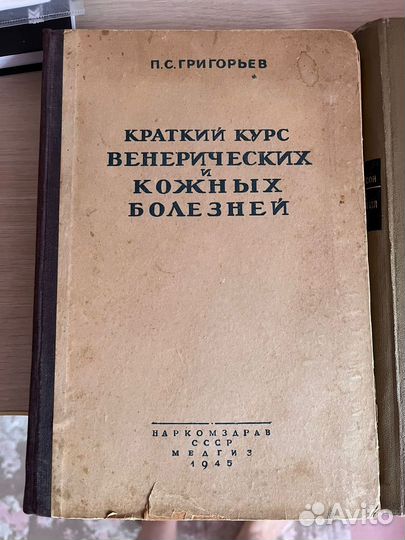 П.С.ГРИГОРЬЕВ
КРАТКИЙ КУРС
ВЕНЕРИЧЕСКИХ
И
КОЖНЫХ
БОЛЕЗНЕЙ
НАРКОМЗДРАВ
СССР
МЕДГИЗ
1945
Avito